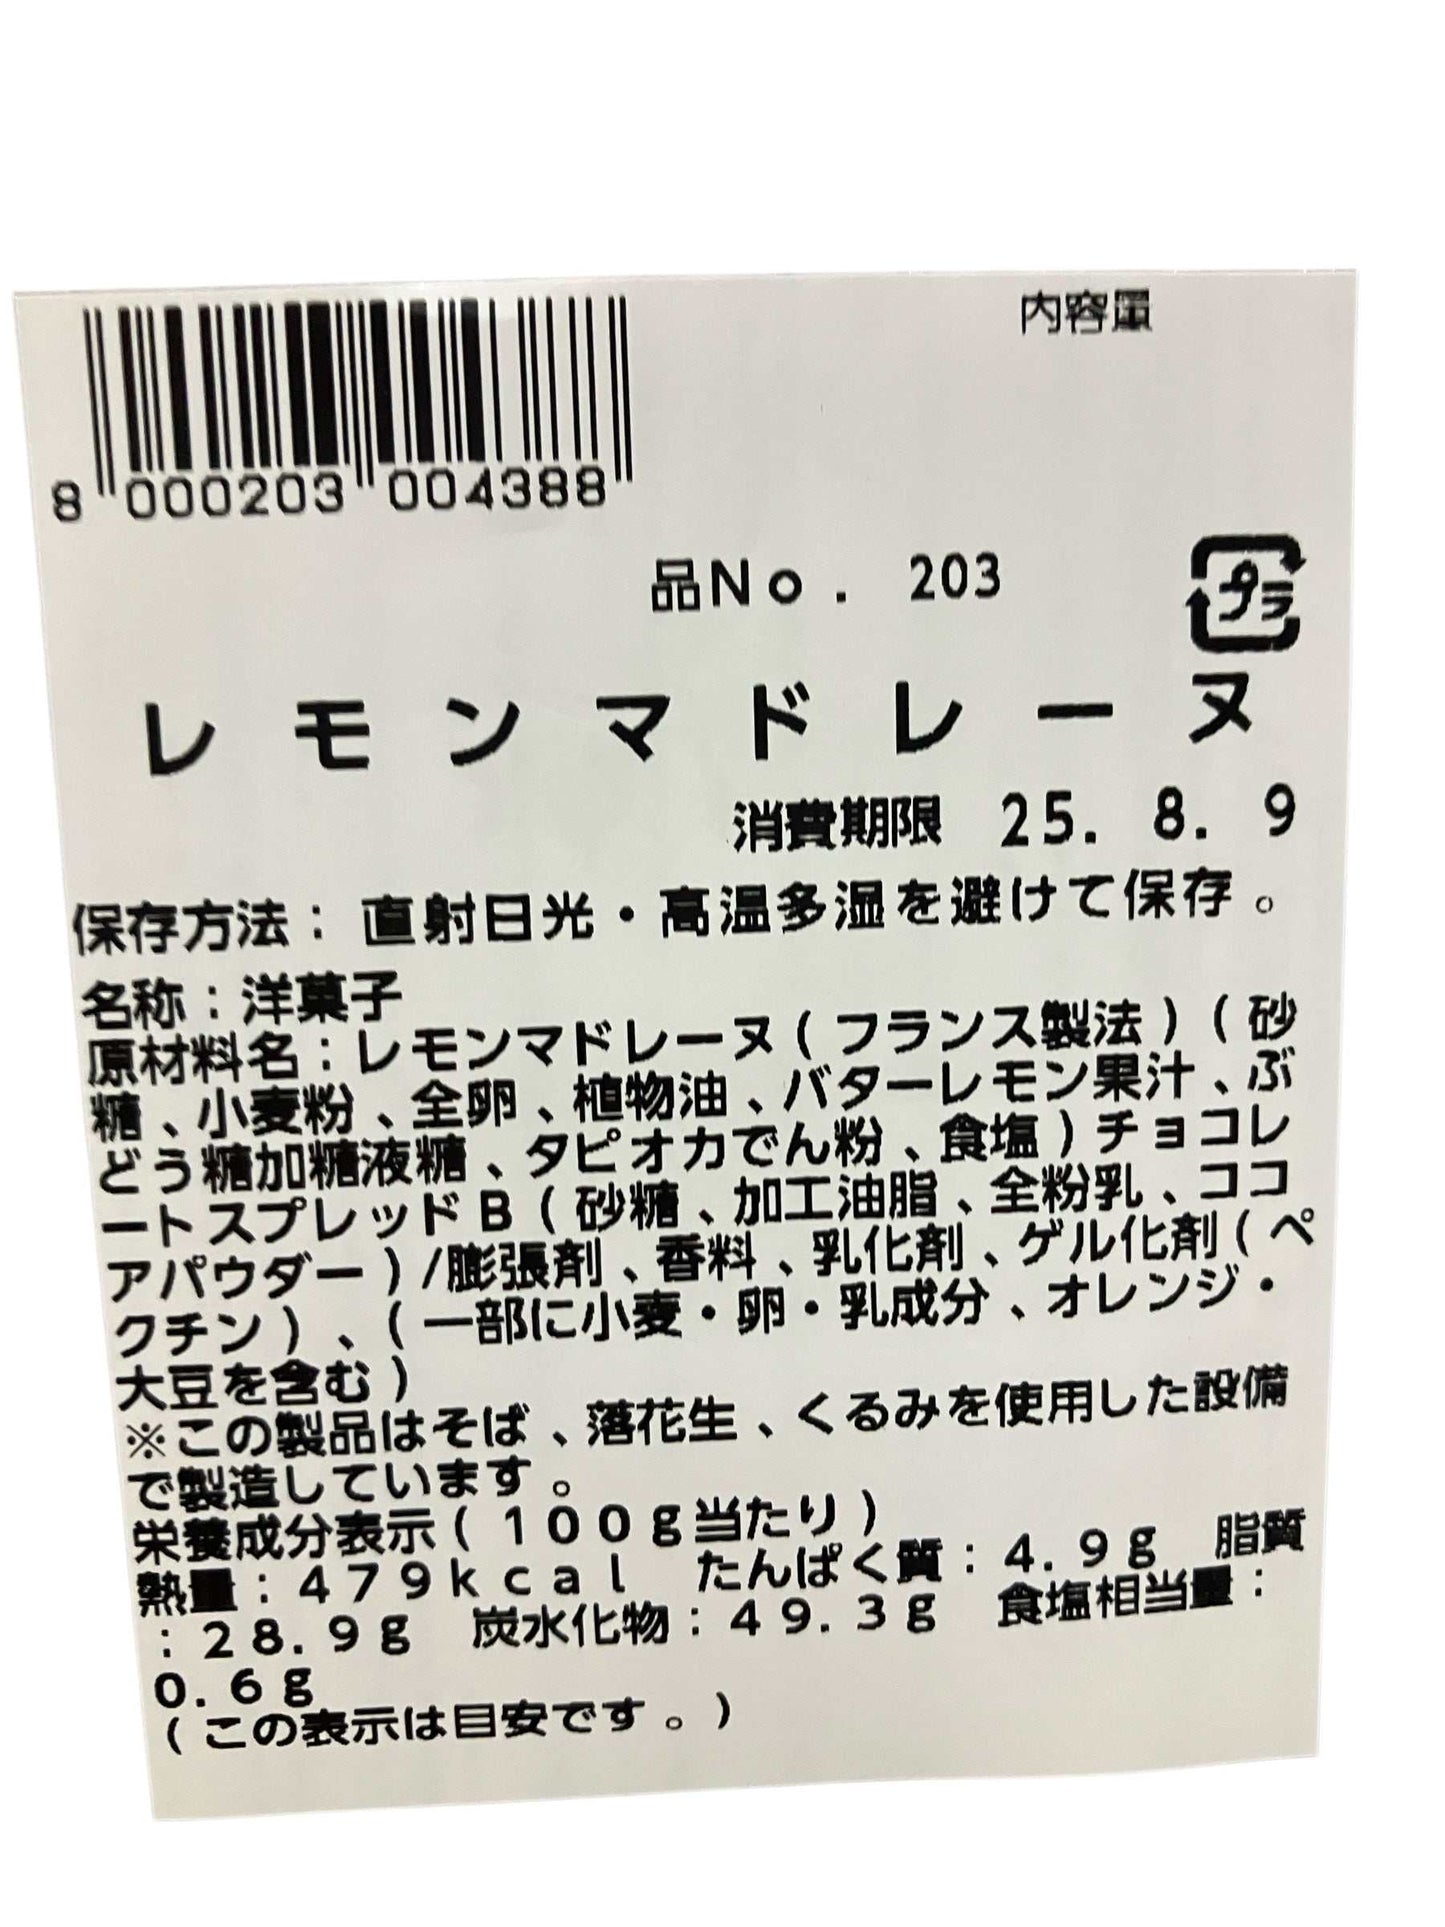 内容量
8 000203 004388
品No. 203
プラ
レモンマドレーヌ
消費期限 25. 8. 9
保存方法：直射日光・高温多湿を避けて保存。
名称：洋菓子
原材料名：レモンマドレーヌ(フランス製法)(砂
糖、小麦粉、全卵、植物油、バターレモン果汁、ぶ
どう糖加糖液糖、タピオカでん粉、食塩)チョコレ
ートスプレッドB(砂糖、加工油脂、全粉乳、ココ
アパウダー)/膨張剤、香料、乳化剤、ゲル化剤(ペ
クチン)、(一部に小麦・卵・乳成分、オレンジ・
大豆を含む)
※この製品はそば、落花生、くるみを使用した設備
で製造しています。
栄養成分表示(100g当たり)
熱量：479kcal たんぱく質：4.9g 脂質
：28.9g 炭水化物：49.3g 食塩相当量：
0.6g
(この表示は目安です。)